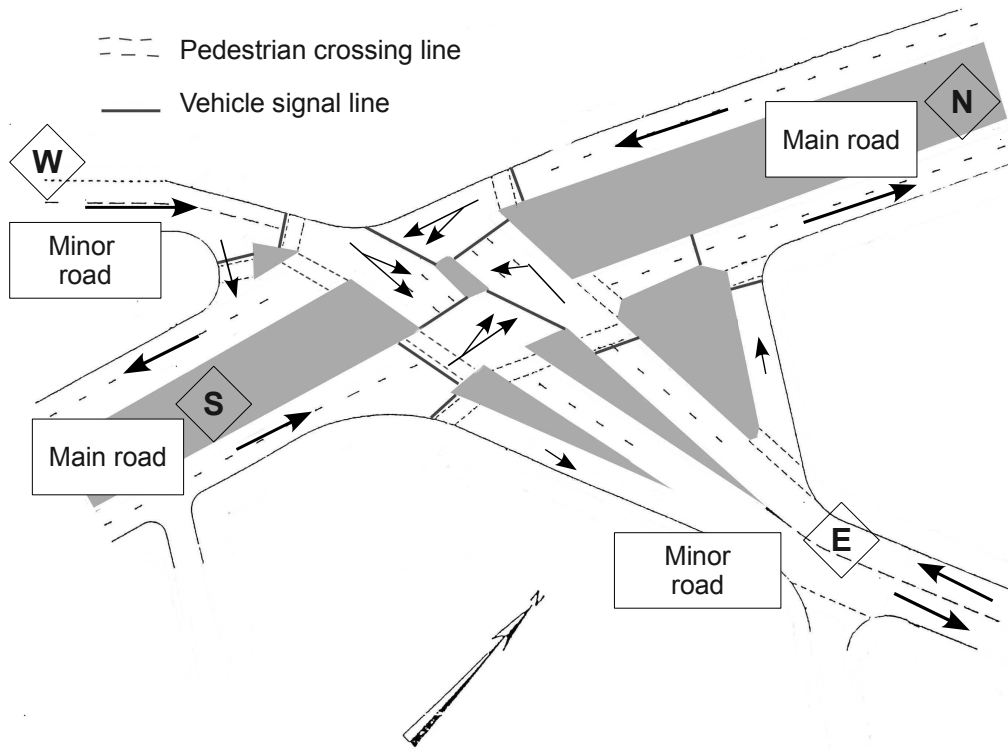 Pedestrian crossing line
Vehicle signal line
N
Main road
W
Minor
road
S
Main road
E
Minor
road
N